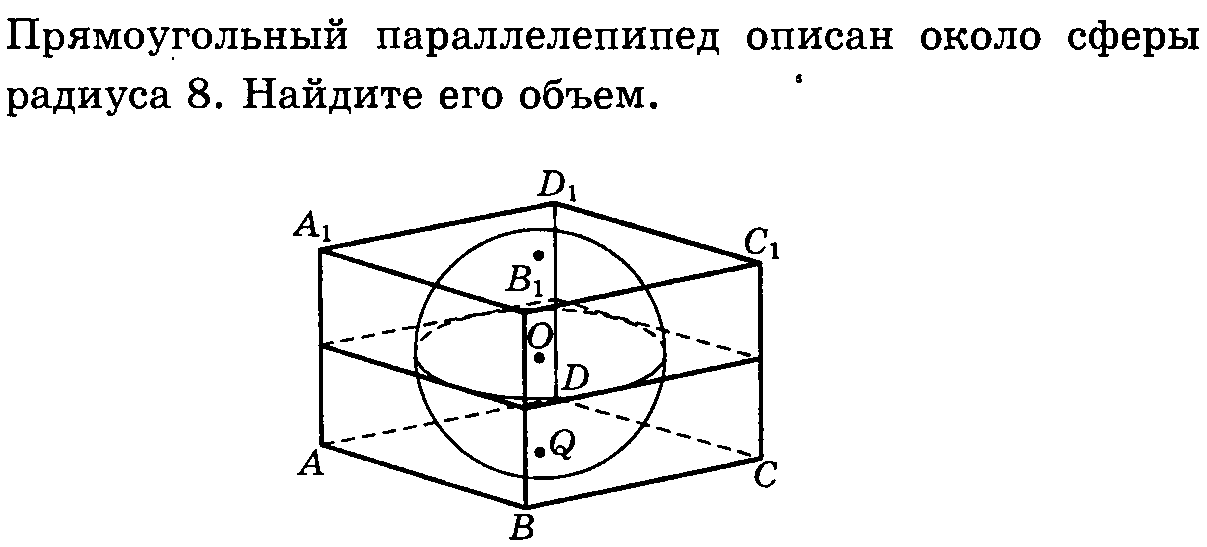 Прямоугольный параллелепипед описан около сферы
радиуса 8. Найдите его объем.
D₁
A₁
C₁
B₁
O
D
Q
A
C
B